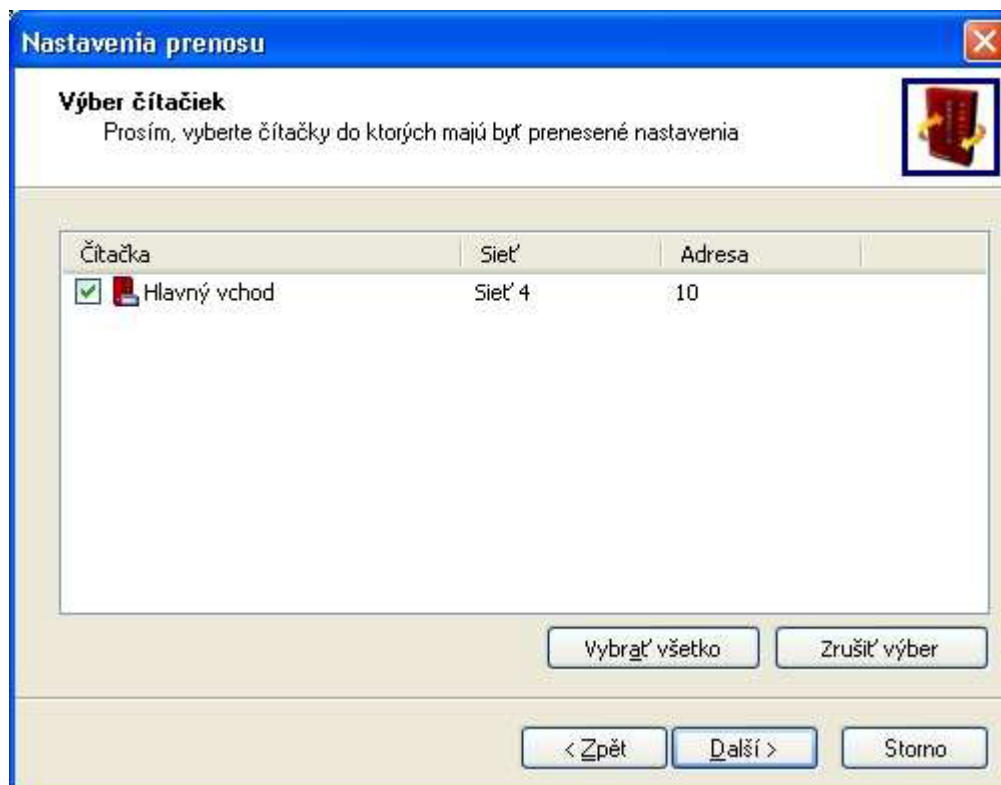 Nastavenia prenosu
Výber čítačiek
Prosím, vyberte čítačky do ktorých majú byť prenesené nastavenia
Čítačka Sieť Adresa
Hlavný vchod Sieť 4 10
Vybrať všetko Zrušiť výber
< Zpět Další > Storno